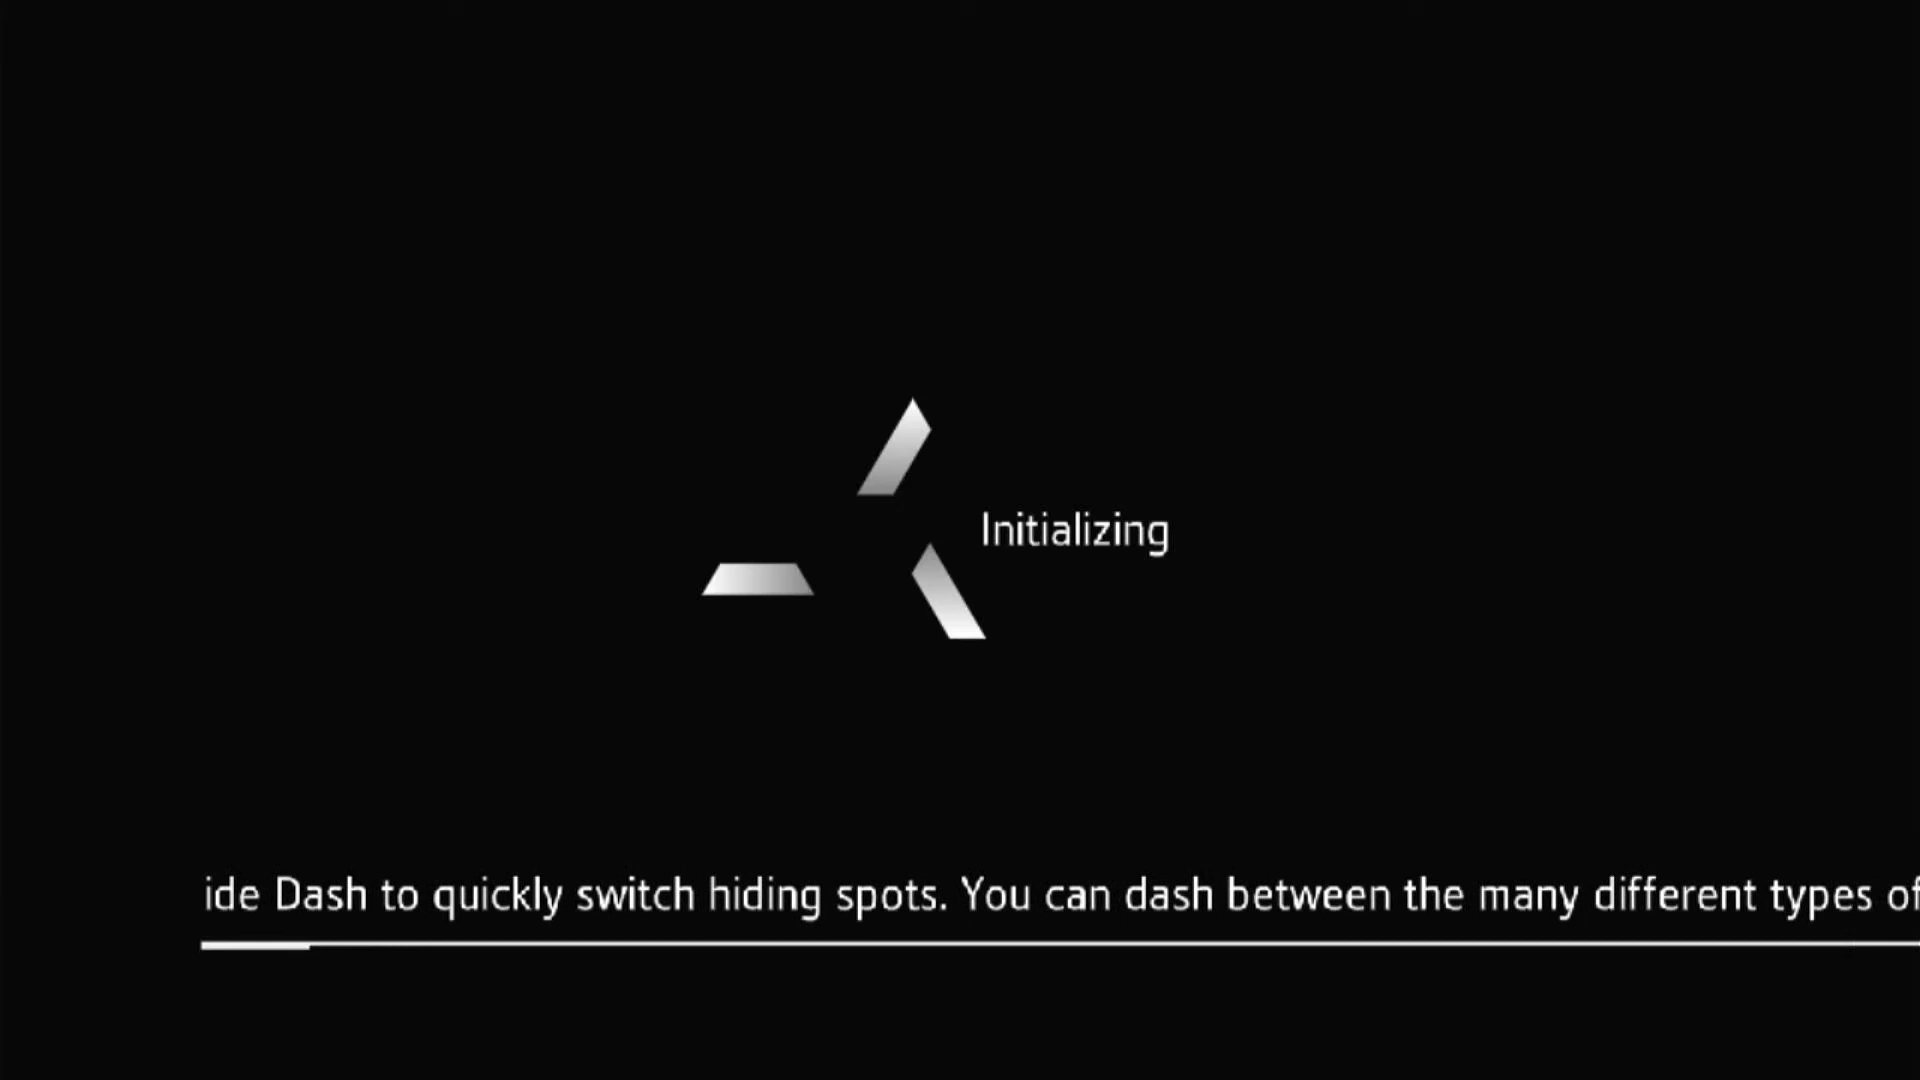 Initializing
ide Dash to quickly switch hiding spots. You can dash between the many different types of